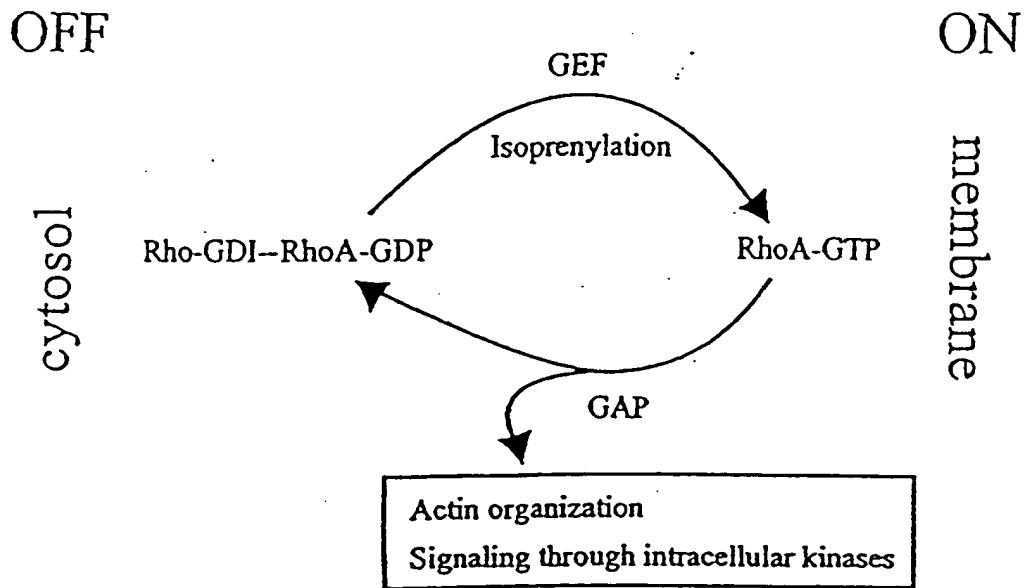 OFF
ON
GEF
Isoprenylation
cytosol
membrane
Rho-GDI--RhoA-GDP
RhoA-GTP
GAP
Actin organization
Signaling through intracellular kinases